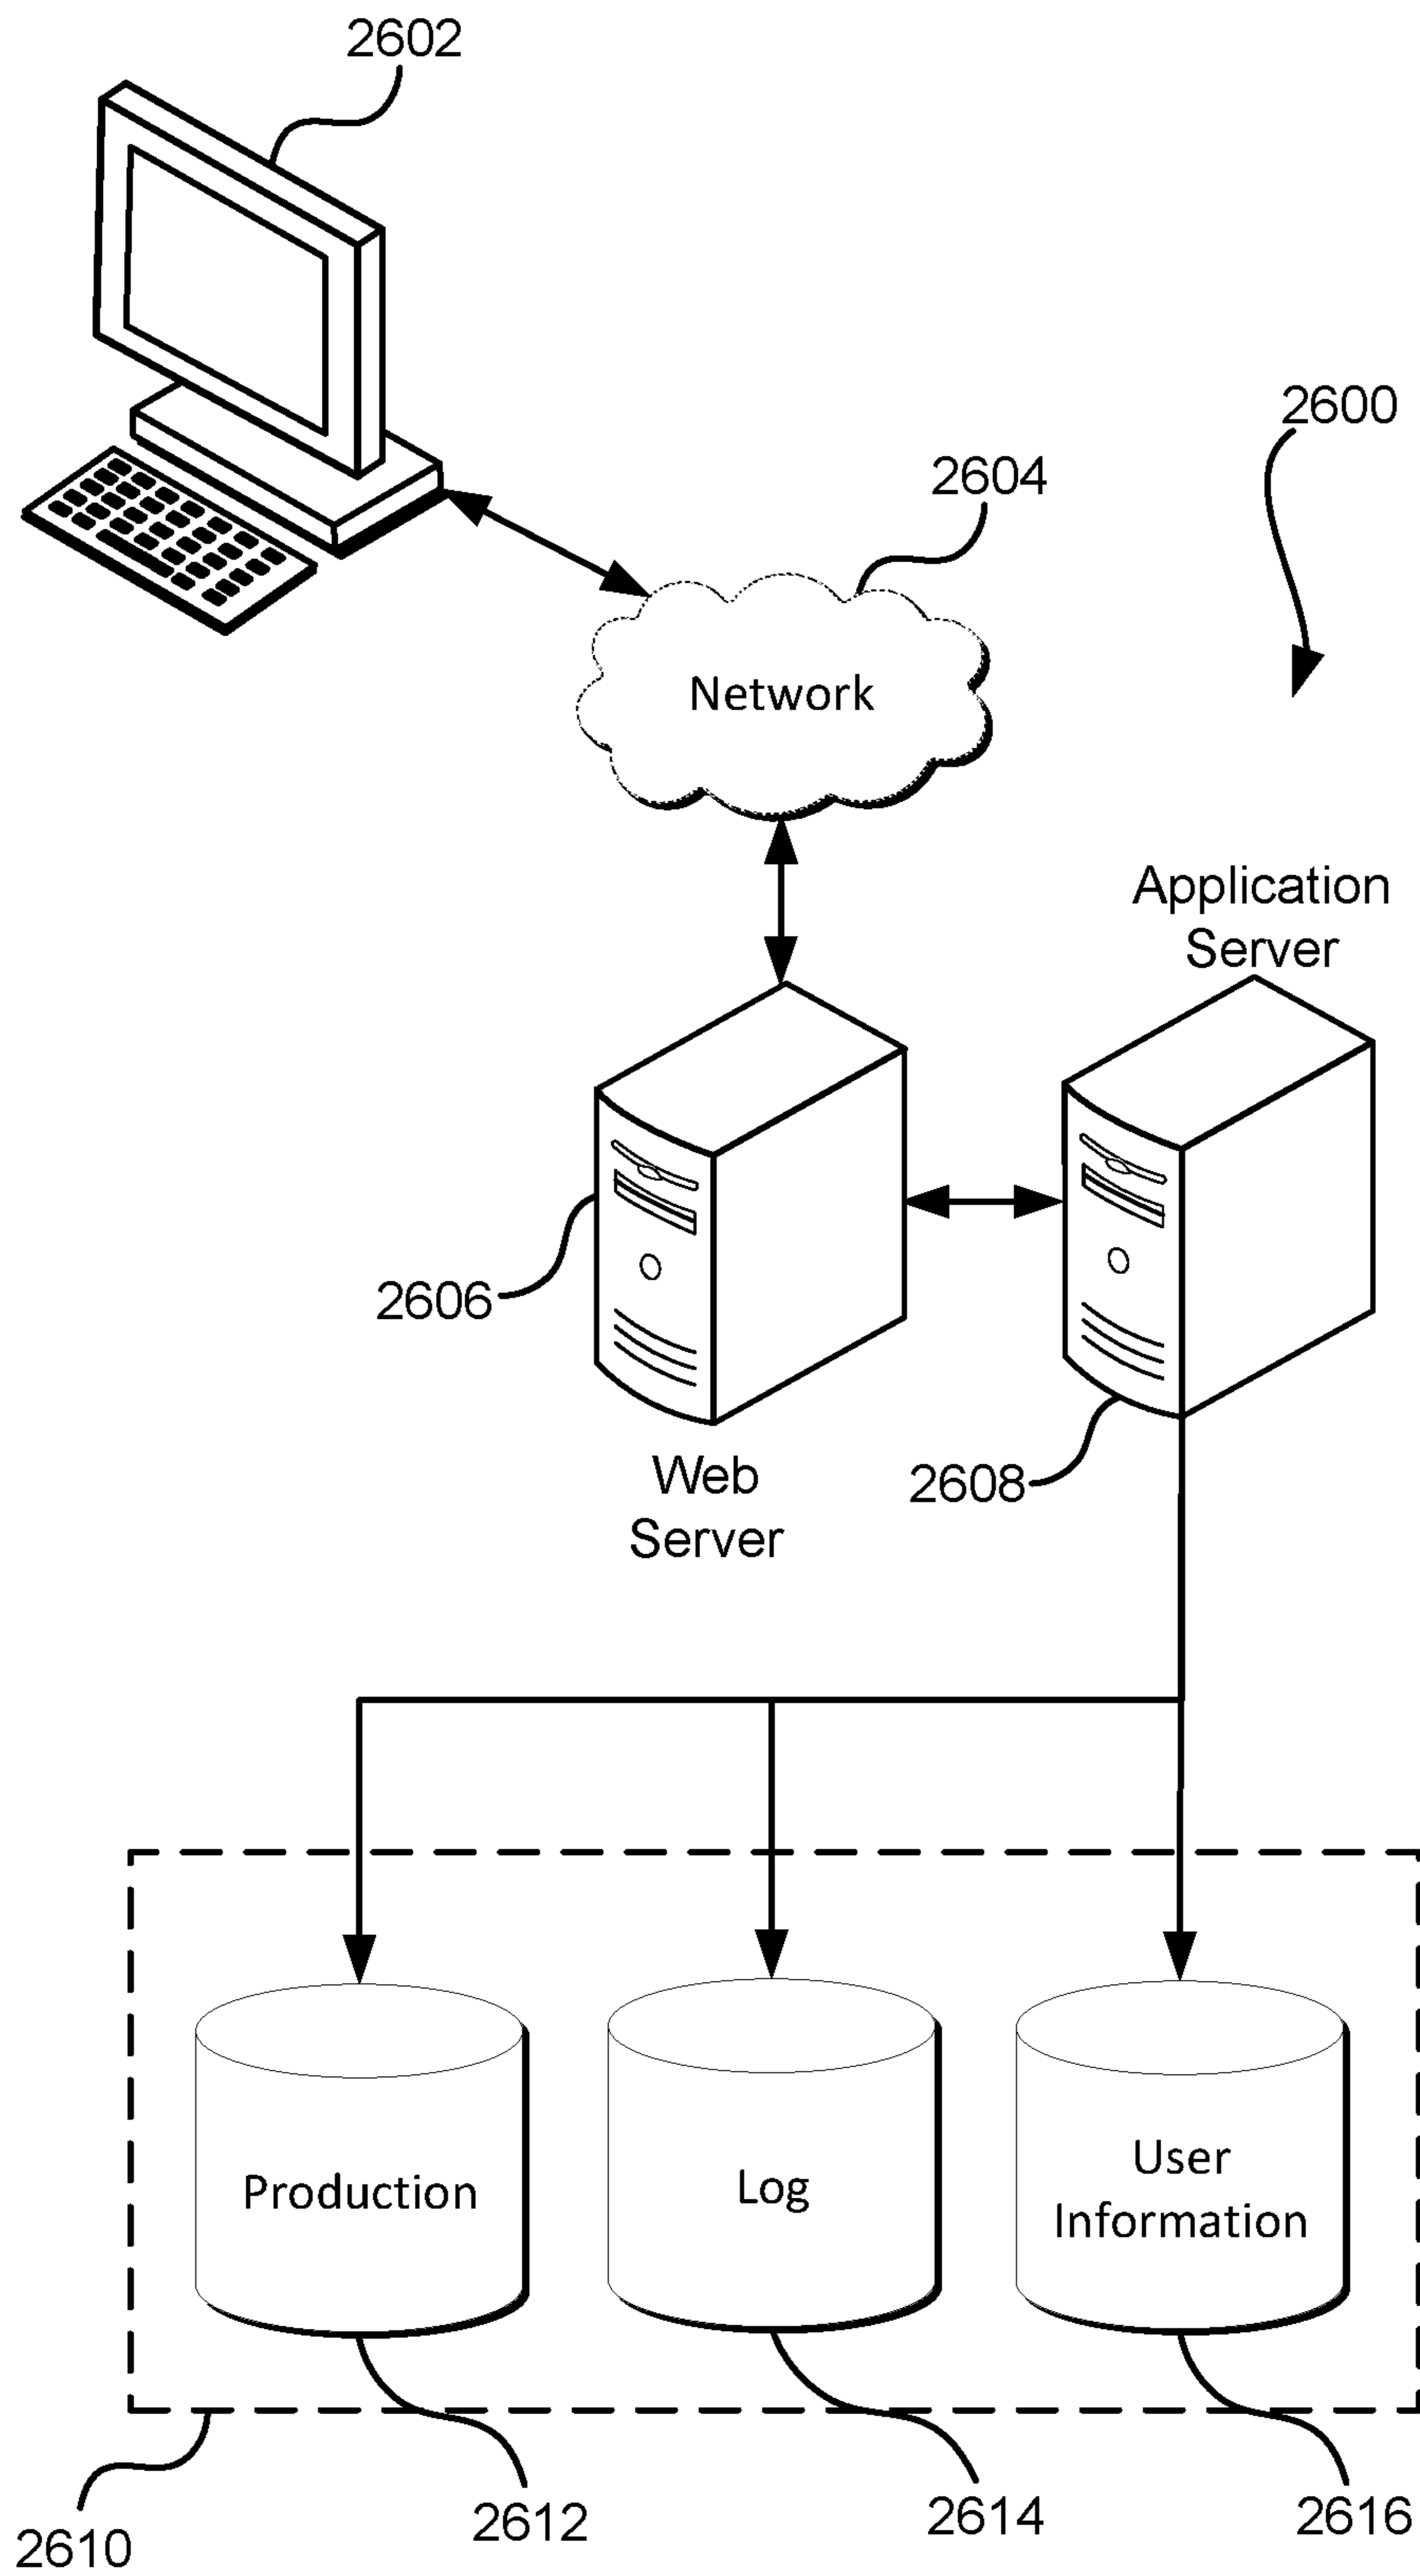 2602
2600
2604
Network
Application
Server
2606
Web
Server
2608
Production
Log
User
Information
2610
2612
2614
2616